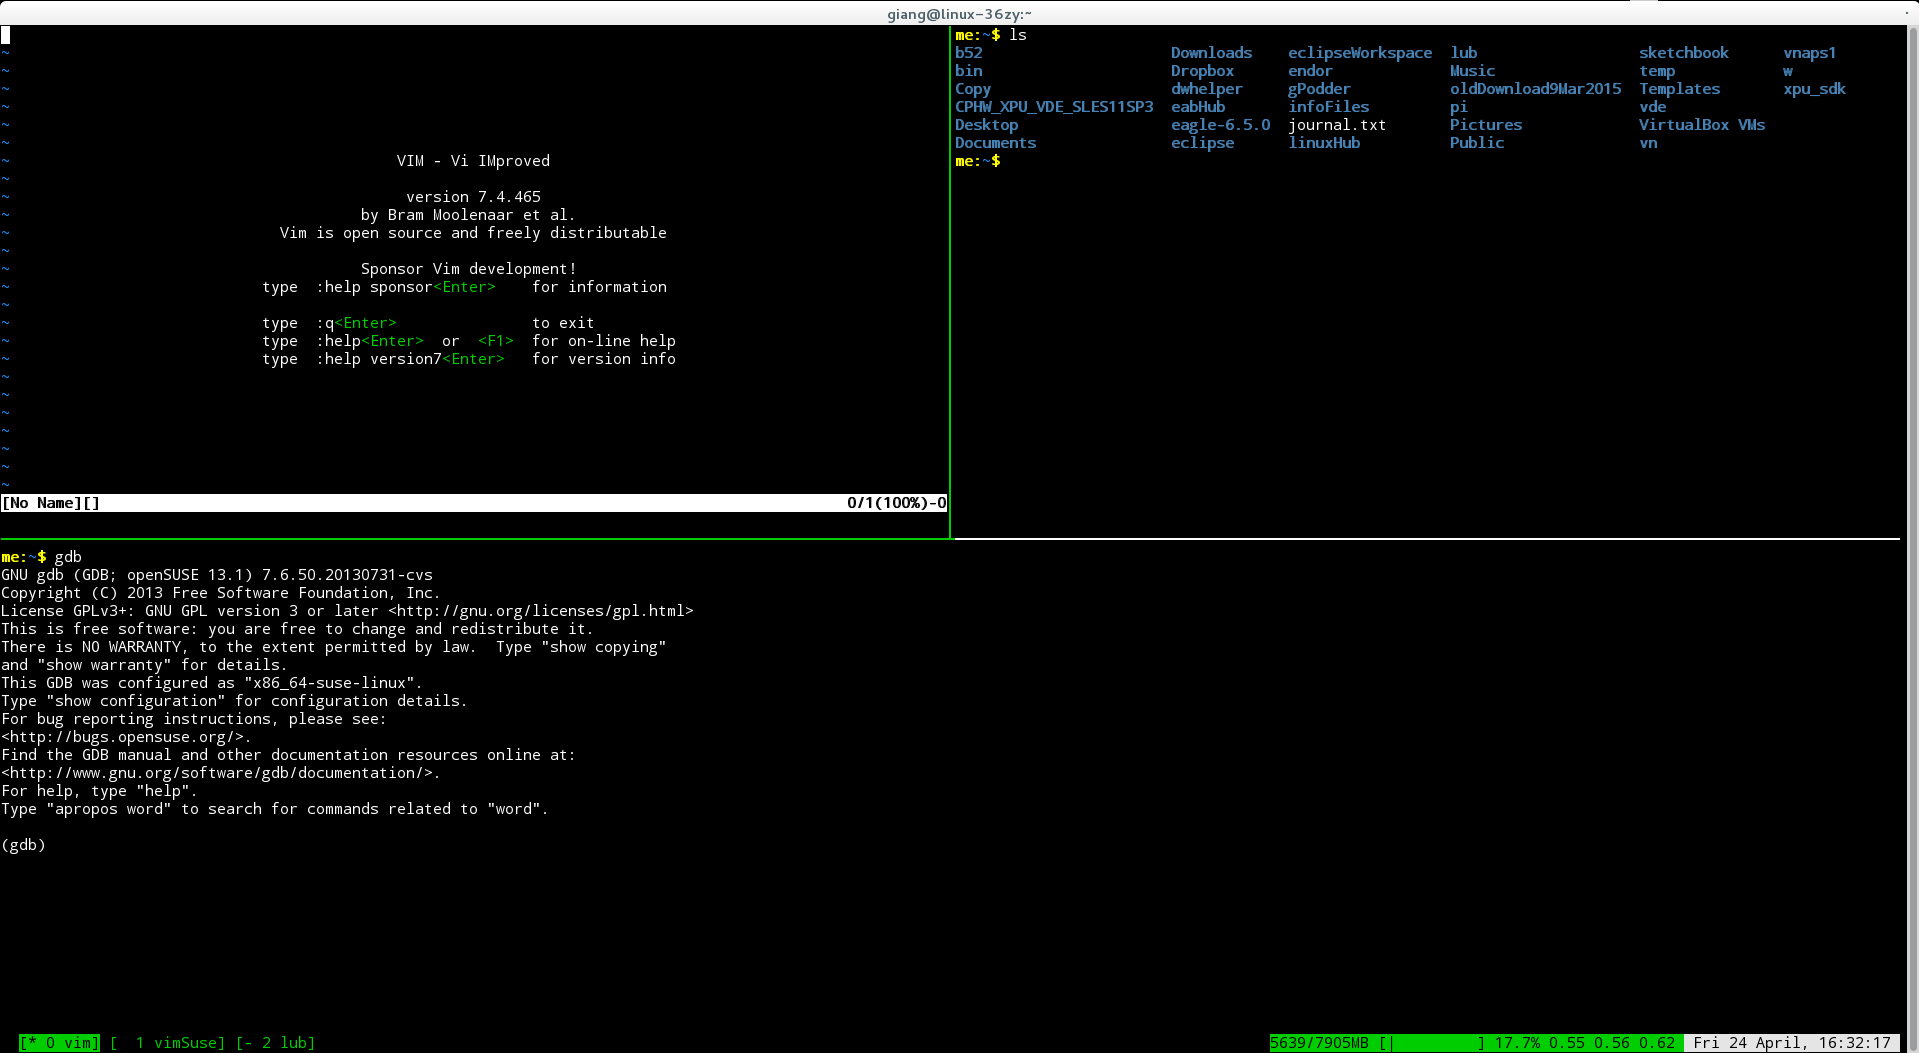 giang@linux-36zy:~
~
~
~
~
~
~
~ VIM - Vi IMproved
~
~ version 7.4.465
~ by Bram Moolenaar et al.
~ Vim is open source and freely distributable
~
~ Sponsor Vim development!
~ type  :help sponsor<Enter>    for information
~
~ type  :q<Enter>               to exit
~ type  :help<Enter>  or  <F1>  for on-line help
~ type  :help version7<Enter>   for version info
~
~
~
~
~
~
~
[No Name][] 0/1(100%)-0
me:~$ ls
b52 Downloads eclipseWorkspace lub sketchbook vnaps1
bin Dropbox endor Music temp w
Copy dwhelper gPodder oldDownload9Mar2015 Templates xpu_sdk
CPHW_XPU_VDE_SLES11SP3 eabHub infoFiles pi vde
Desktop eagle-6.5.0 journal.txt Pictures VirtualBox VMs
Documents eclipse linuxHub Public vn
me:~$
me:~$ gdb
GNU gdb (GDB; openSUSE 13.1) 7.6.50.20130731-cvs
Copyright (C) 2013 Free Software Foundation, Inc.
License GPLv3+: GNU GPL version 3 or later <http://gnu.org/licenses/gpl.html>
This is free software: you are free to change and redistribute it.
There is NO WARRANTY, to the extent permitted by law.  Type "show copying"
and "show warranty" for details.
This GDB was configured as "x86_64-suse-linux".
Type "show configuration" for configuration details.
For bug reporting instructions, please see:
<http://bugs.opensuse.org/>.
Find the GDB manual and other documentation resources online at:
<http://www.gnu.org/software/gdb/documentation/>.
For help, type "help".
Type "apropos word" to search for commands related to "word".
(gdb)
[* 0 vim] [  1 vimSuse] [- 2 lub] 5639/7905MB [|         ] 17.7% 0.55 0.56 0.62 Fri 24 April, 16:32:17